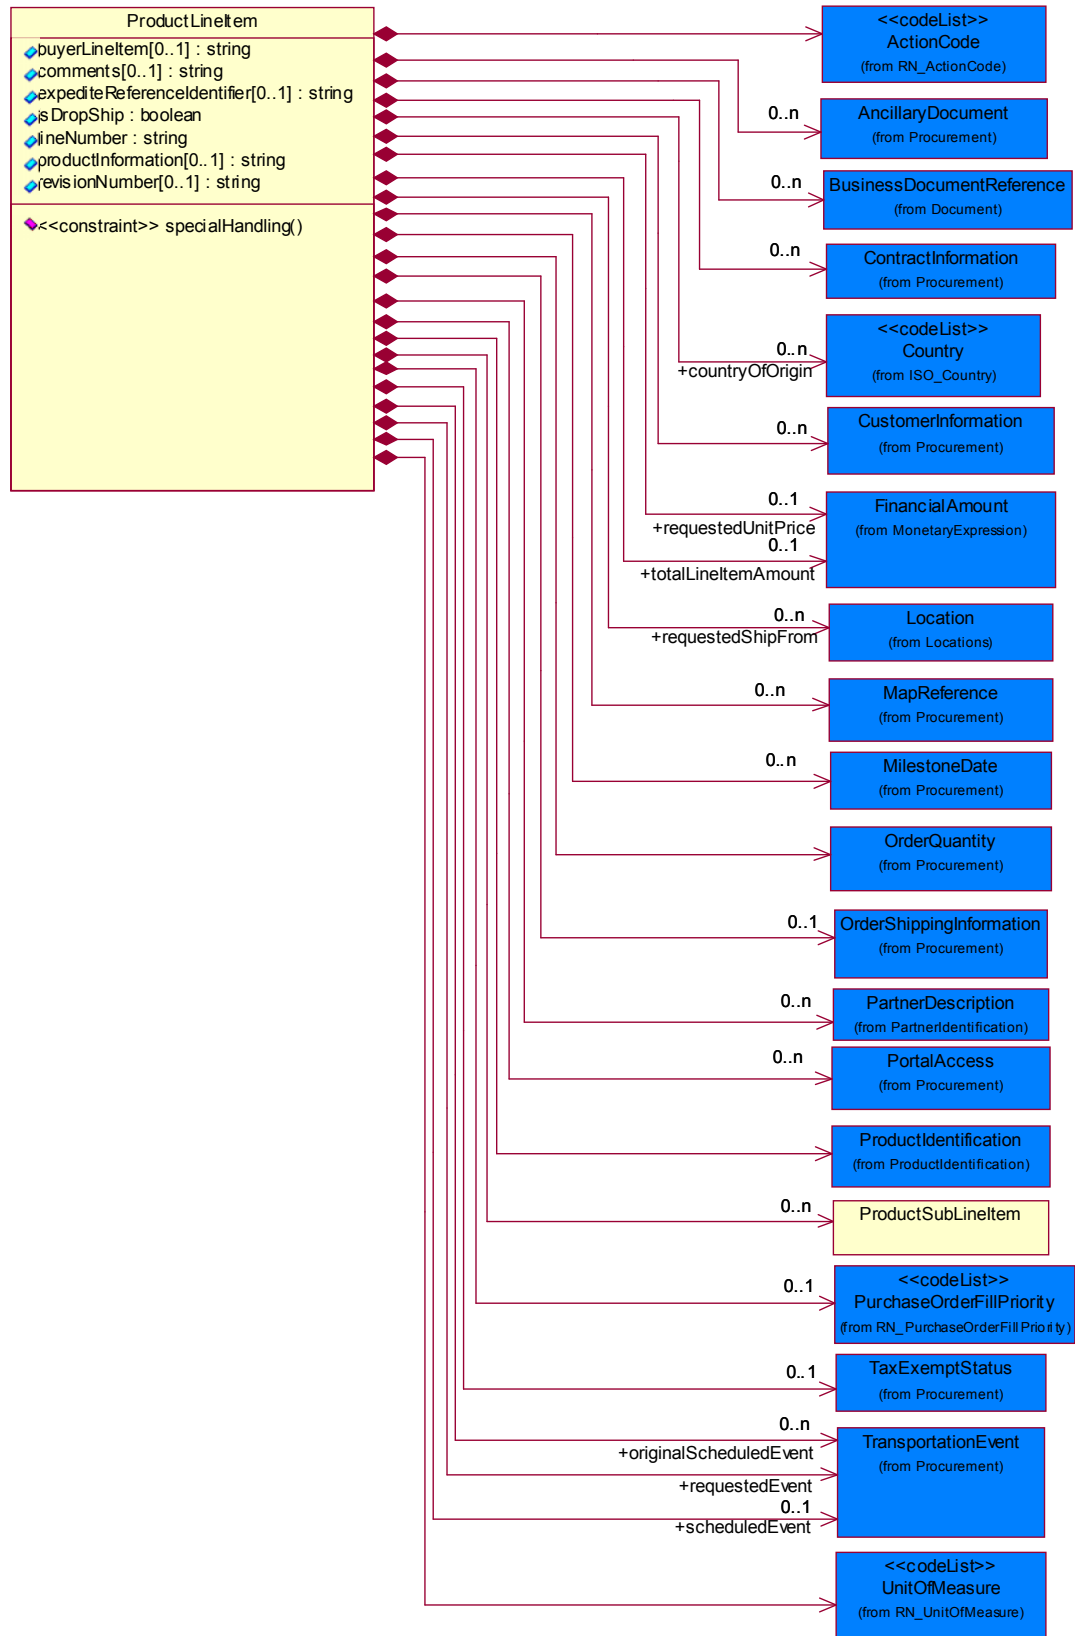 ProductLineItem
buyerLineItem[0..1] : string
comments[0..1] : string
expediteReferenceIdentifier[0..1] : string
isDropShip : boolean
lineNumber : string
productInformation[0..1] : string
revisionNumber[0..1] : string
<<constraint>> specialHandling()
<<codeList>>
ActionCode
(from RN_ActionCode)
0..n
AncillaryDocument
(from Procurement)
0..n
BusinessDocumentReference
(from Document)
0..n
ContractInformation
(from Procurement)
0..n
+countryOfOrigin
<<codeList>>
Country
(from ISO_Country)
0..n
CustomerInformation
(from Procurement)
0..1
+requestedUnitPrice
0..1
+totalLineItemAmount
FinancialAmount
(from MonetaryExpression)
0..n
+requestedShipFrom
Location
(from Locations)
0..n
MapReference
(from Procurement)
0..n
MilestoneDate
(from Procurement)
OrderQuantity
(from Procurement)
0..1
OrderShippingInformation
(from Procurement)
0..n
PartnerDescription
(from PartnerIdentification)
0..n
PortalAccess
(from Procurement)
ProductIdentification
(from ProductIdentification)
0..n
ProductSubLineItem
0..1
<<codeList>>
PurchaseOrderFillPriority
(from RN_PurchaseOrderFillPriority)
0..1
TaxExemptStatus
(from Procurement)
0..n
+originalScheduledEvent
+requestedEvent
0..1
+scheduledEvent
TransportationEvent
(from Procurement)
<<codeList>>
UnitOfMeasure
(from RN_UnitOfMeasure)